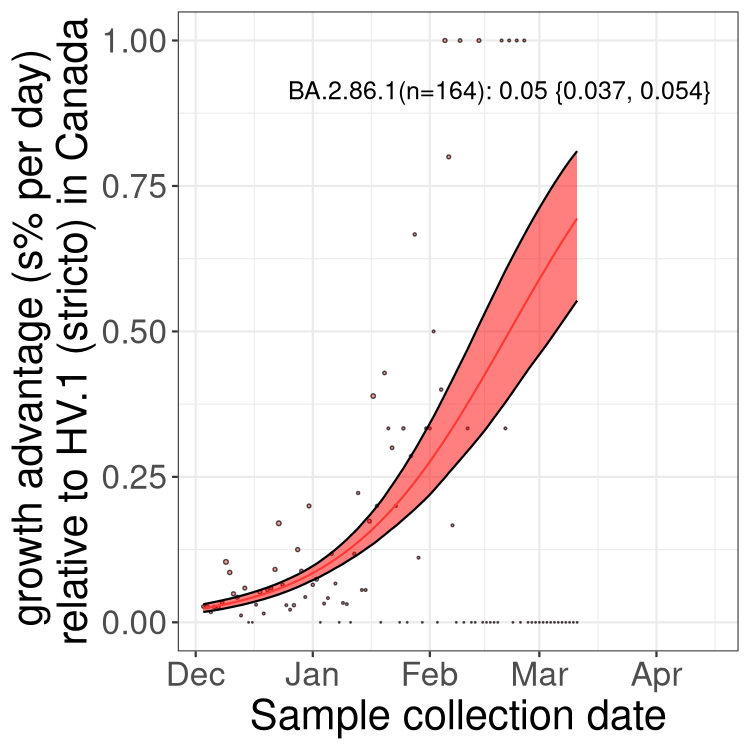 growth advantage (s% per day)
relative to HV.1 (stricto) in Canada
1.00
0.75
0.50
0.25
0.00
BA.2.86.1(n=164): 0.05 {0.037, 0.054}
Dec
Jan
Feb
Mar
Apr
Sample collection date